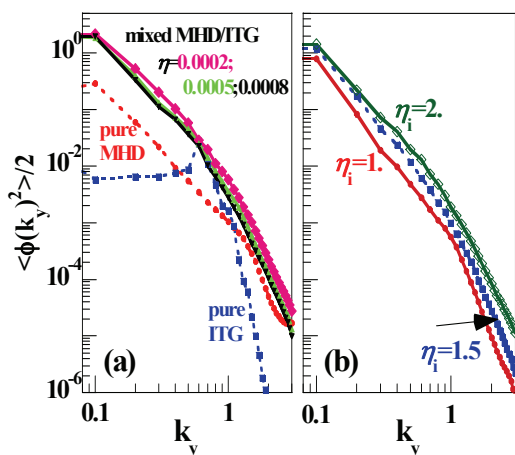 mixed MHD/ITG
η=0.0002;
0.0005;0.0008
pure
MHD
pure
ITG
(a)
10^0
10^-2
10^-4
10^-6
<ϕ(k_y)^2>/2
0.1
1
k_y
η_i=2.
η_i=1.
η_i=1.5
(b)
0.1
1
k_y